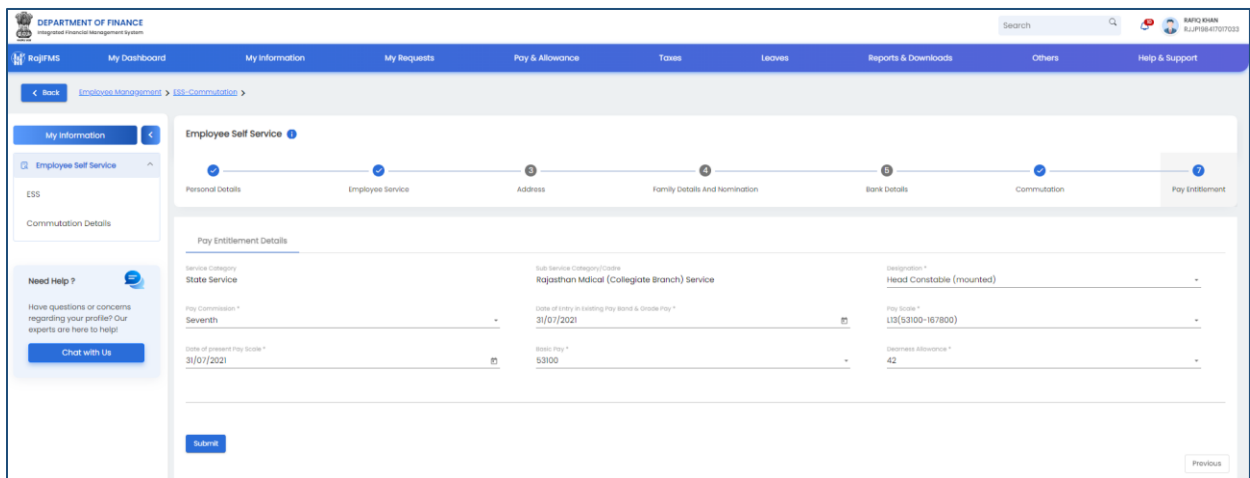 DEPARTMENT OF FINANCE
Integrated Financial Management System
Search
RAFIQ KHAN
RJJP198417017033
RajIFMS My Dashboard My Information My Requests Pay & Allowance Taxes Leaves Reports & Downloads Others Help & Support
< Back Employee Management > ESS-Commutation >
My Information <
Employee Self Service
ESS
Commutation Details
Need Help ?
Have questions or concerns
regarding your profile? Our
experts are here to help!
Chat with Us
Employee Self Service
3 4 5 7
Personal Details Employee Service Address Family Details And Nomination Bank Details Commutation Pay Entitlement
Pay Entitlement Details
Service Category Sub Service Category/Cadre Designation *
State Service Rajasthan Mdical (Collegiate Branch) Service Head Constable (mounted)
Pay Commission * Date of Entry in Existing Pay Band & Grade Pay * Pay Scale *
Seventh 31/07/2021 L13(53100-167800)
Date of present Pay Scale * Basic Pay * Dearness Allowance *
31/07/2021 53100 42
Submit
Previous